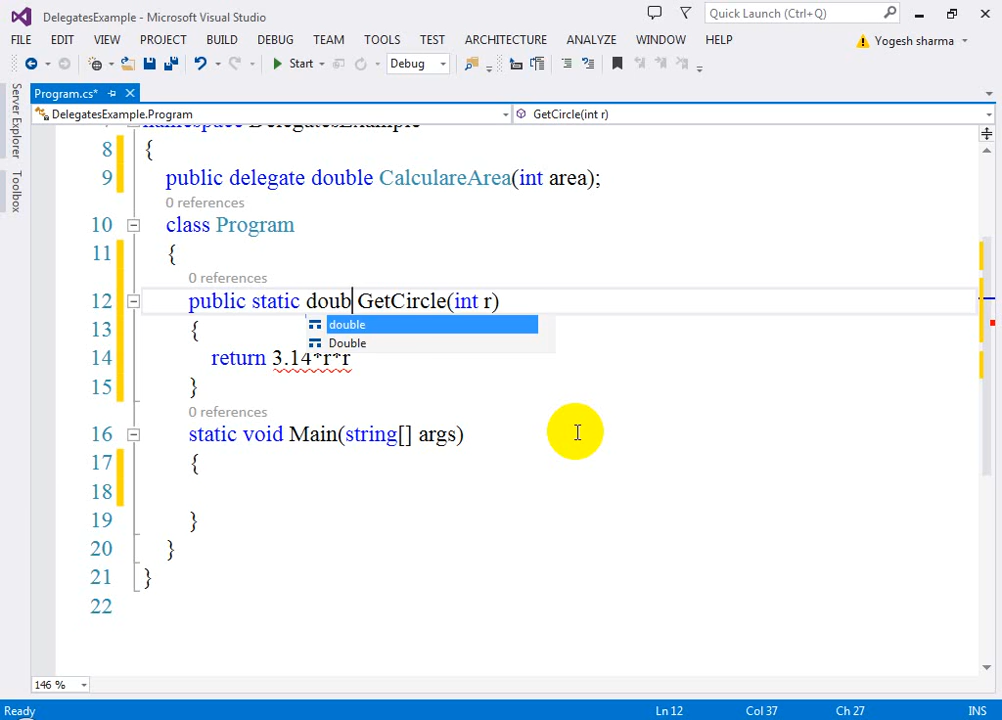 DelegatesExample - Microsoft Visual Studio
Quick Launch (Ctrl+Q)
FILE EDIT VIEW PROJECT BUILD DEBUG TEAM TOOLS TEST ARCHITECTURE ANALYZE WINDOW HELP Yogesh sharma
Start Debug
Program.cs*
Server Explorer
Toolbox
DelegatesExample.Program GetCircle(int r)
namespace DelegatesExample
8 {
9 public delegate double CalculareArea(int area);
0 references
10 class Program
11 {
0 references
12 public static doub GetCircle(int r)
double
13 {
Double
14 return 3.14*r*r
15 }
0 references
16 static void Main(string[] args)
17 {
18
19 }
20 }
21 }
22
146 %
Ready Ln 12 Col 37 Ch 27 INS